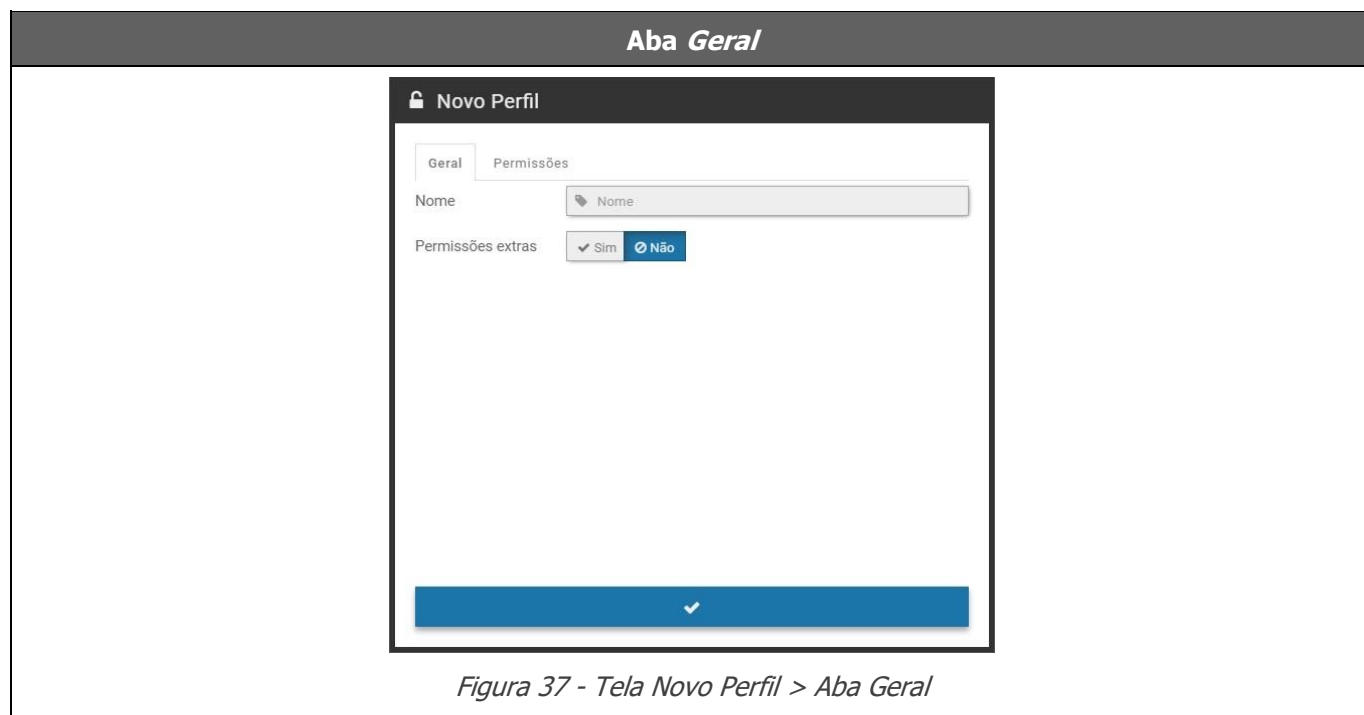 Aba Geral
Novo Perfil
Geral Permissões
Nome Nome
Permissões extras Sim Não
Figura 37 - Tela Novo Perfil > Aba Geral